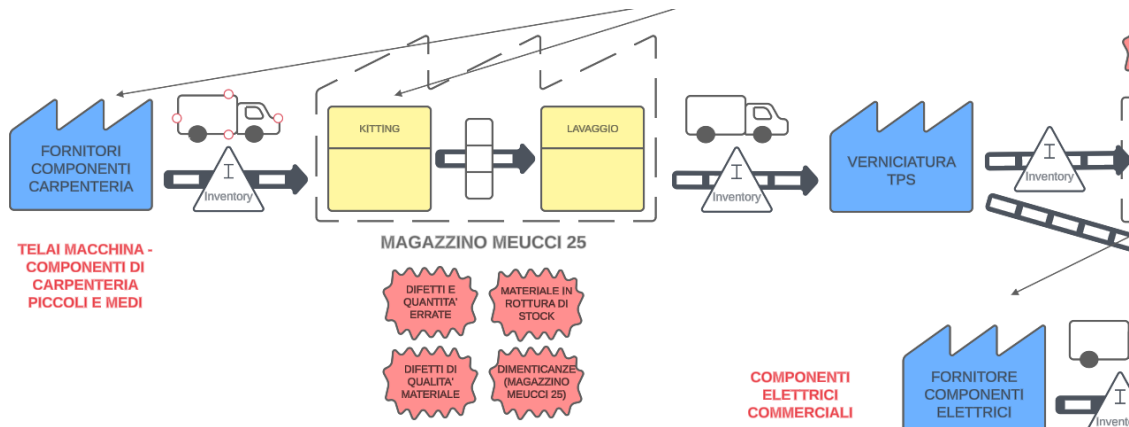 FORNITORI
COMPONENTI
CARPENTERIA
I
Inventory
KITTING
LAVAGGIO
I
Inventory
VERNICIATURA
TPS
I
Inventory
MAGAZZINO MEUCCI 25
TELAI MACCHINA -
COMPONENTI DI
CARPENTERIA
PICCOLI E MEDI
DIFETTI E
QUANTITA'
ERRATE
MATERIALE IN
ROTTURA DI
STOCK
DIFETTI DI
QUALITA'
MATERIALE
DIMENTICANZE
(MAGAZZINO
MEUCCI 25)
COMPONENTI
ELETTRICI
COMMERCIALI
FORNITORE
COMPONENTI
ELETTRICI
I